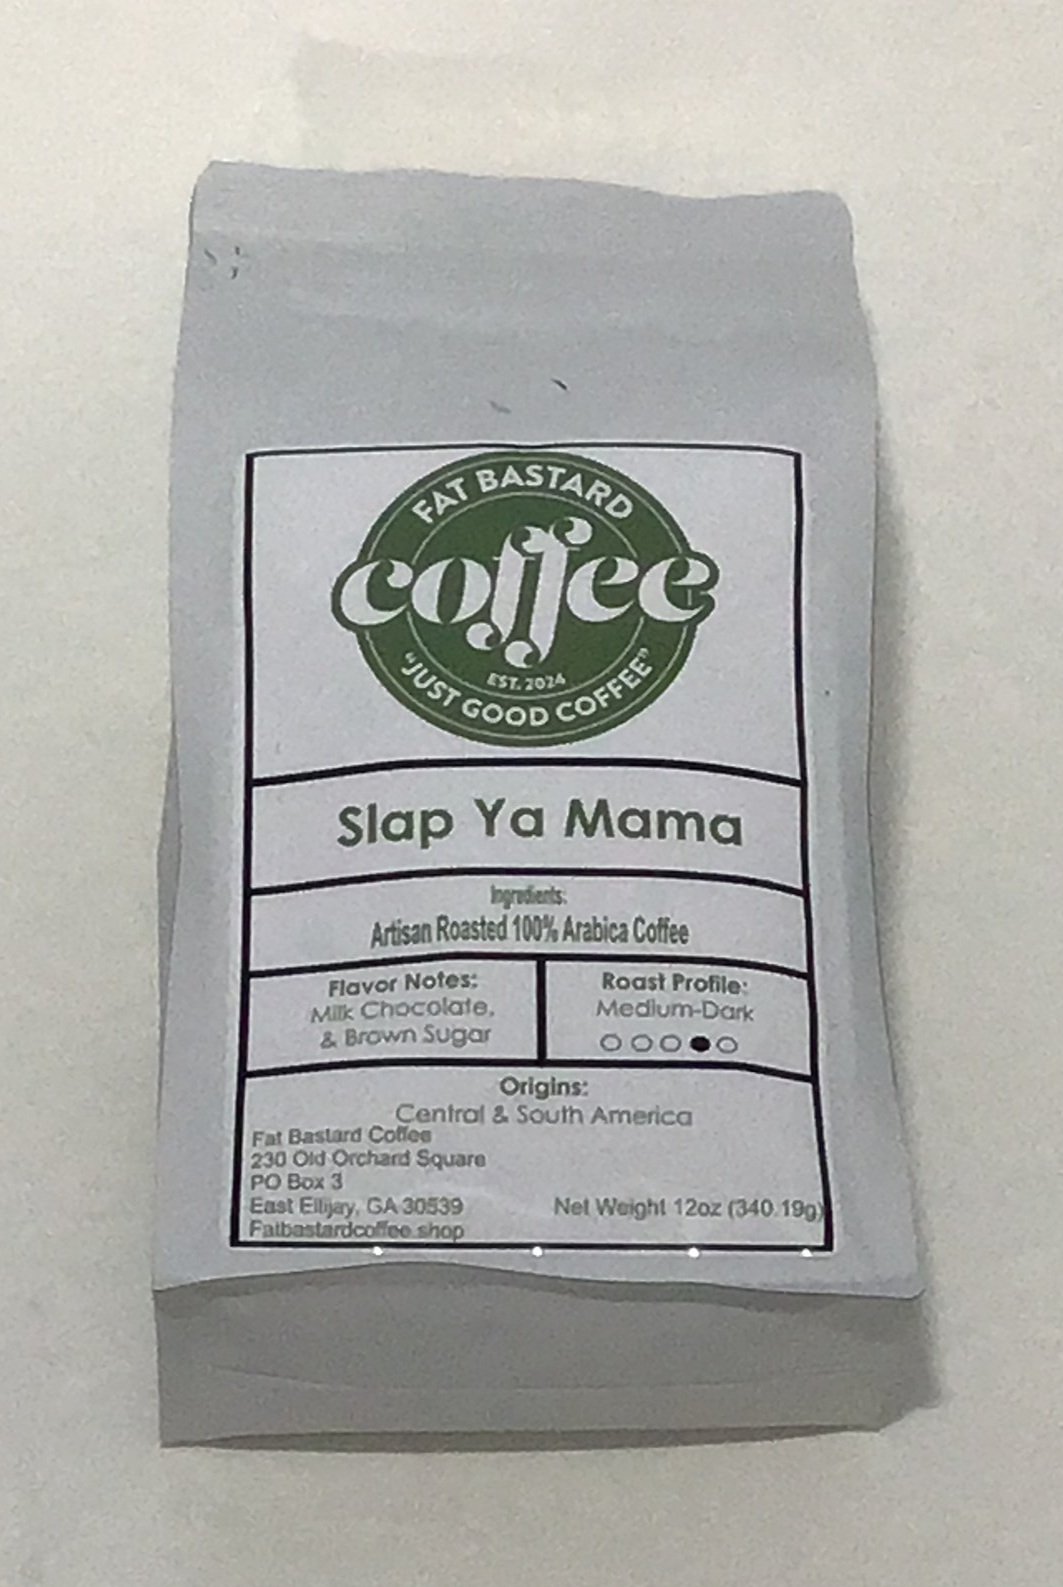 FAT BASTARD
coffee
EST. 2024
"JUST GOOD COFFEE"
Slap Ya Mama
Ingredients:
Artisan Roasted 100% Arabica Coffee
Flavor Notes:
Milk Chocolate,
& Brown Sugar
Roast Profile:
Medium-Dark
Origins:
Central & South America
Fat Bastard Coffee
230 Old Orchard Square
PO Box 3
East Ellijay, GA 30539
Fatbastardcoffee.shop
Net Weight 12oz (340.19g)